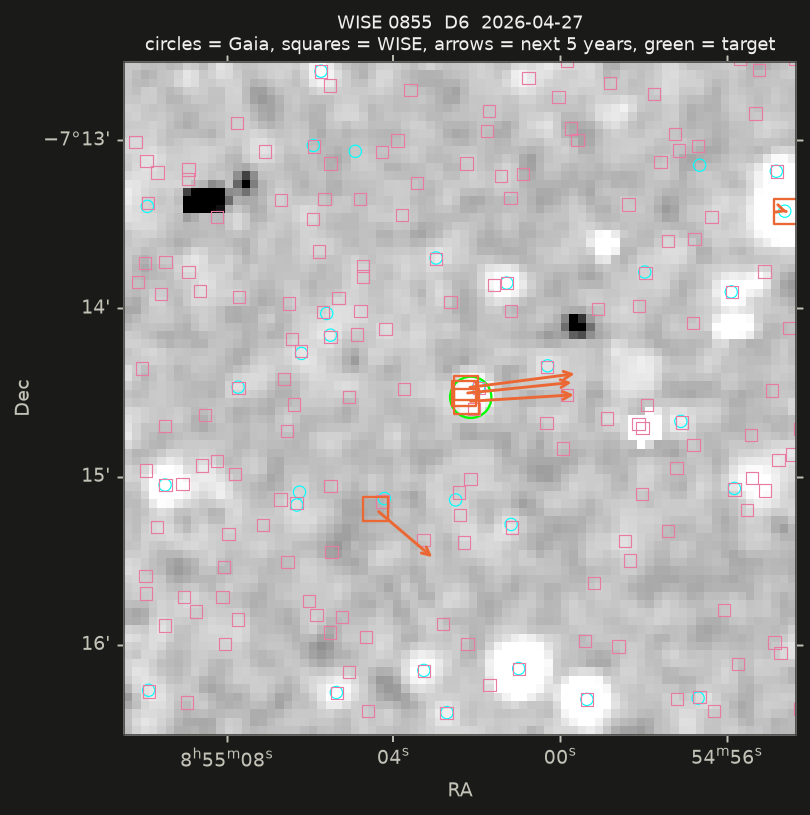 WISE 0855  D6  2026-04-27
circles = Gaia, squares = WISE, arrows = next 5 years, green = target
−7°13'
14'
15'
16'
Dec
8ʰ55ᵐ08ˢ
04ˢ
00ˢ
54ᵐ56ˢ
RA